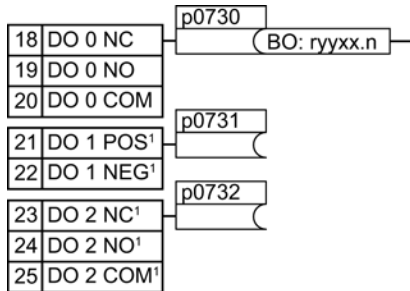 p0730
18 DO 0 NC BO: ryyxx.n
19 DO 0 NO
20 DO 0 COM
p0731
21 DO 1 POS¹
22 DO 1 NEG¹
p0732
23 DO 2 NC¹
24 DO 2 NO¹
25 DO 2 COM¹